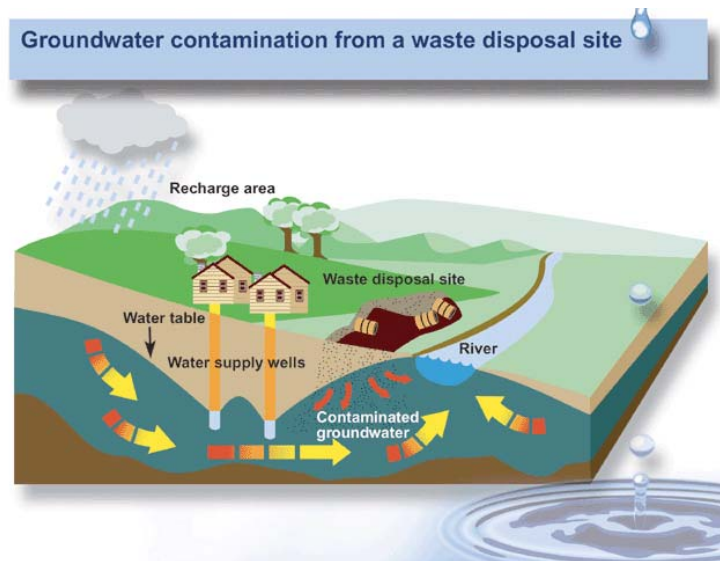 Groundwater contamination from a waste disposal site
Recharge area
Waste disposal site
Water table
River
Water supply wells
Contaminated
groundwater